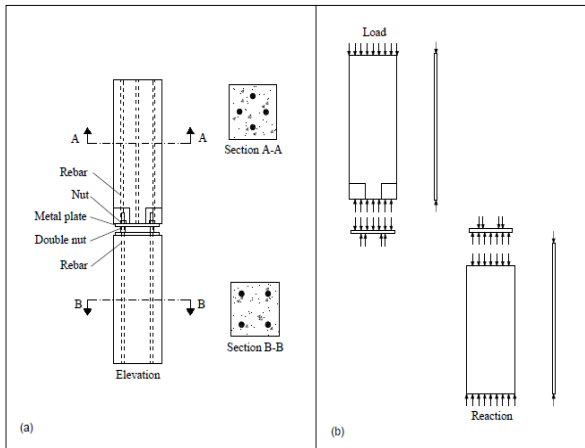 A
A
Section A-A
Rebar
Nut
Metal plate
Double nut
Rebar
B
B
Section B-B
Elevation
(a)
Load
Reaction
(b)